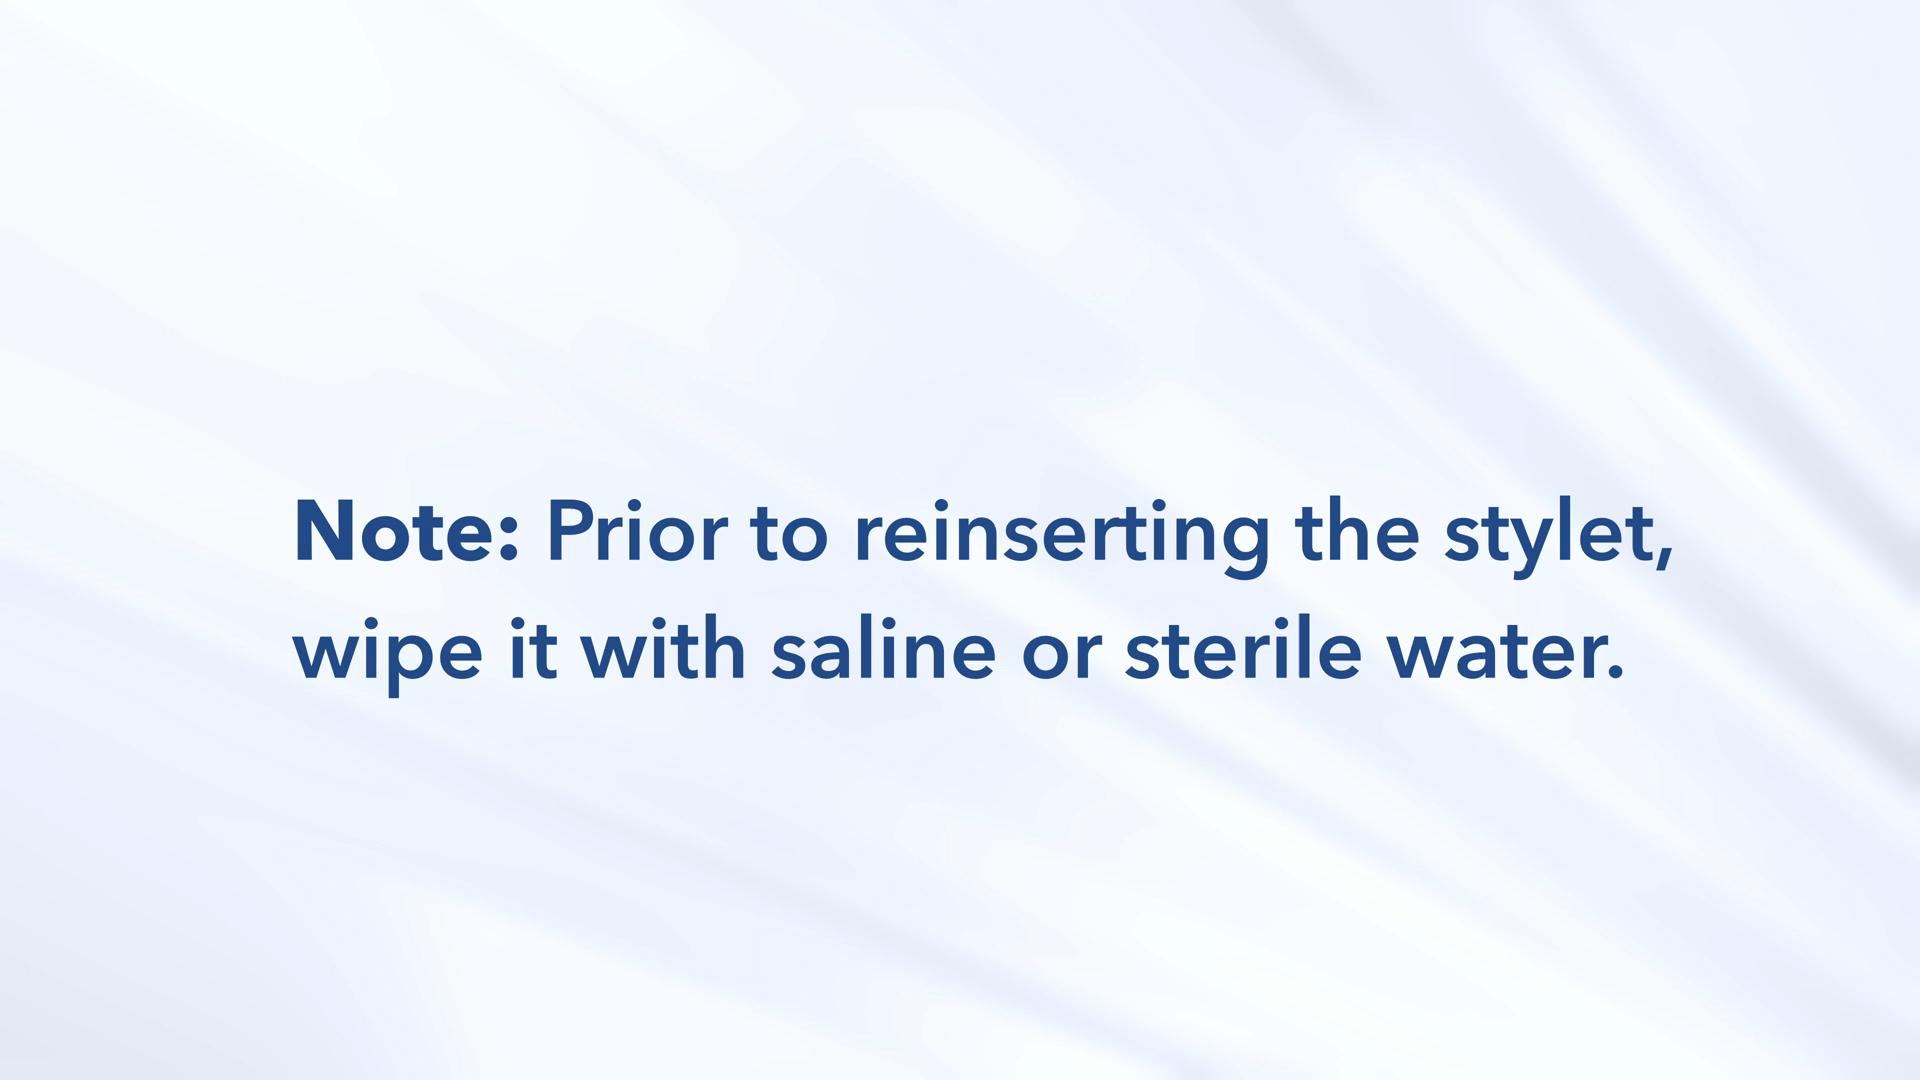 Note: Prior to reinserting the stylet,
wipe it with saline or sterile water.